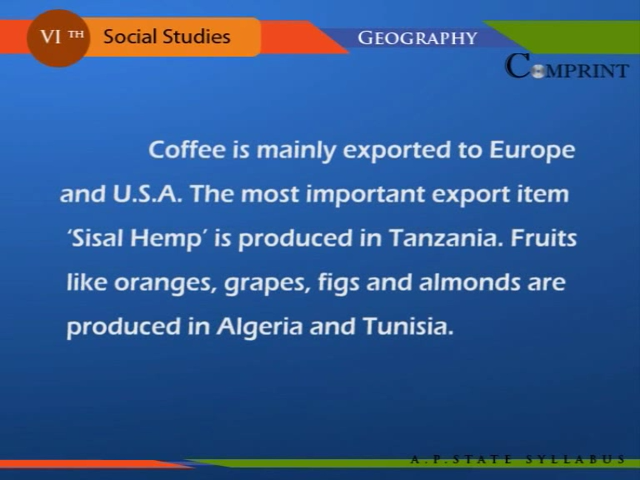 VI TH Social Studies
GEOGRAPHY
COMPRINT
Coffee is mainly exported to Europe
and U.S.A. The most important export item
‘Sisal Hemp’ is produced in Tanzania. Fruits
like oranges, grapes, figs and almonds are
produced in Algeria and Tunisia.
A.P.STATE SYLLABUS